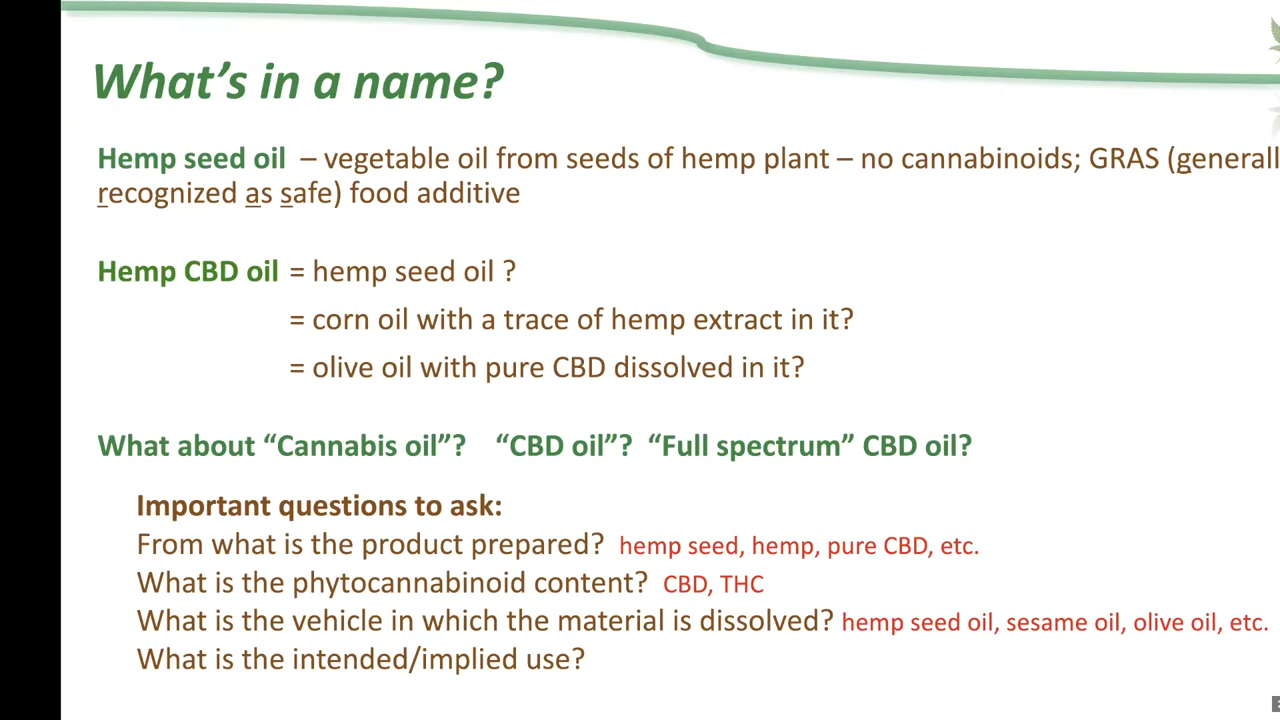 What's in a name?
Hemp seed oil – vegetable oil from seeds of hemp plant – no cannabinoids; GRAS (generall
recognized as safe) food additive
Hemp CBD oil = hemp seed oil ?
= corn oil with a trace of hemp extract in it?
= olive oil with pure CBD dissolved in it?
What about “Cannabis oil”? “CBD oil”? “Full spectrum” CBD oil?
Important questions to ask:
From what is the product prepared? hemp seed, hemp, pure CBD, etc.
What is the phytocannabinoid content? CBD, THC
What is the vehicle in which the material is dissolved? hemp seed oil, sesame oil, olive oil, etc.
What is the intended/implied use?